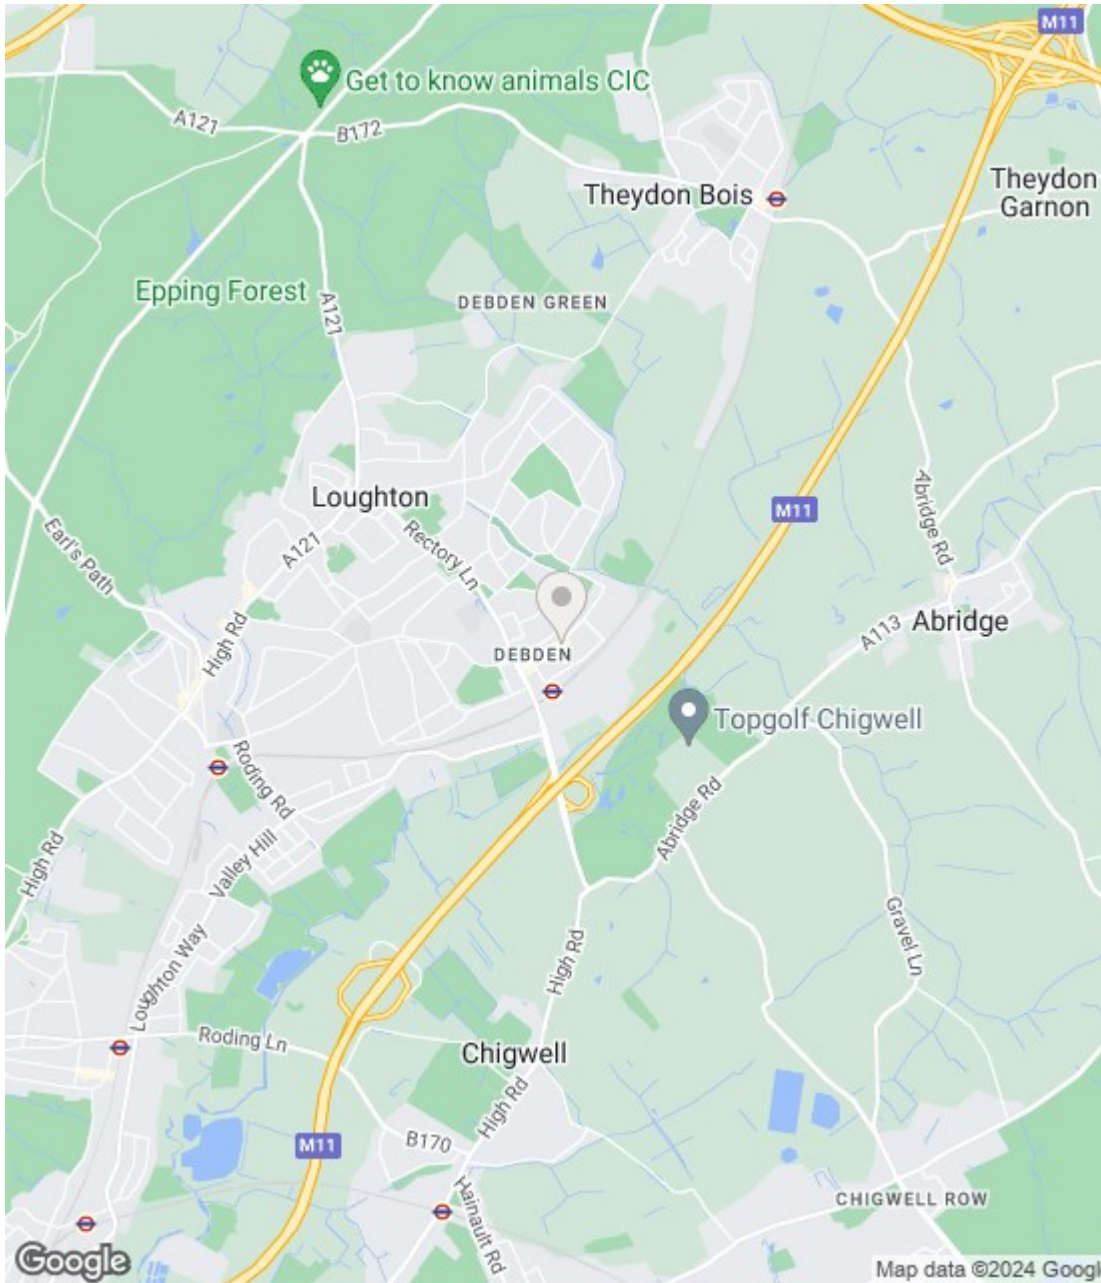 M11
Get to know animals CIC
A121
B172
Theydon Bois
Theydon
Garnon
Epping Forest
A121
DEBDEN GREEN
Loughton
Abridge Rd
M11
Rectory Ln
A121
Earl's Path
High Rd
DEBDEN
A113
Abridge
Topgolf Chigwell
Roding Rd
Abridge Rd
High Rd
Valley Hill
Gravel Ln
Loughton Way
High Rd
Roding Ln
Chigwell
High Rd
M11
B170
Hainault Rd
CHIGWELL ROW
Google
Map data ©2024 Googl